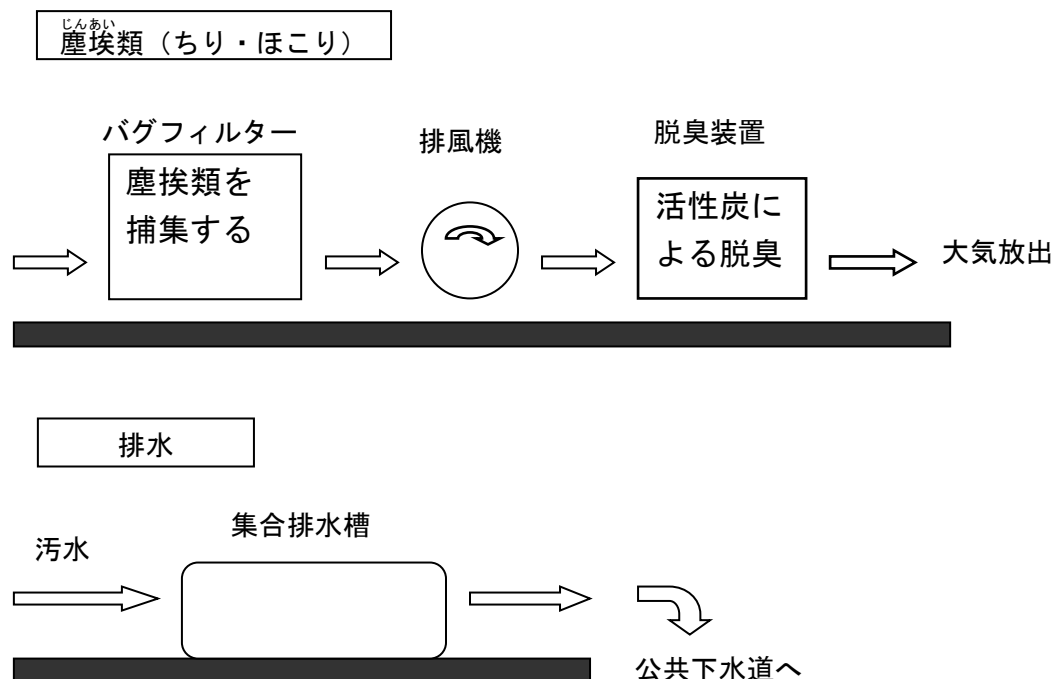 じんあい
塵埃類(ちり・ほこり)
バグフィルター
排風機
脱臭装置
塵挨類を
捕集する
活性炭に
よる脱臭
大気放出
排水
汚水
集合排水槽
公共下水道へ